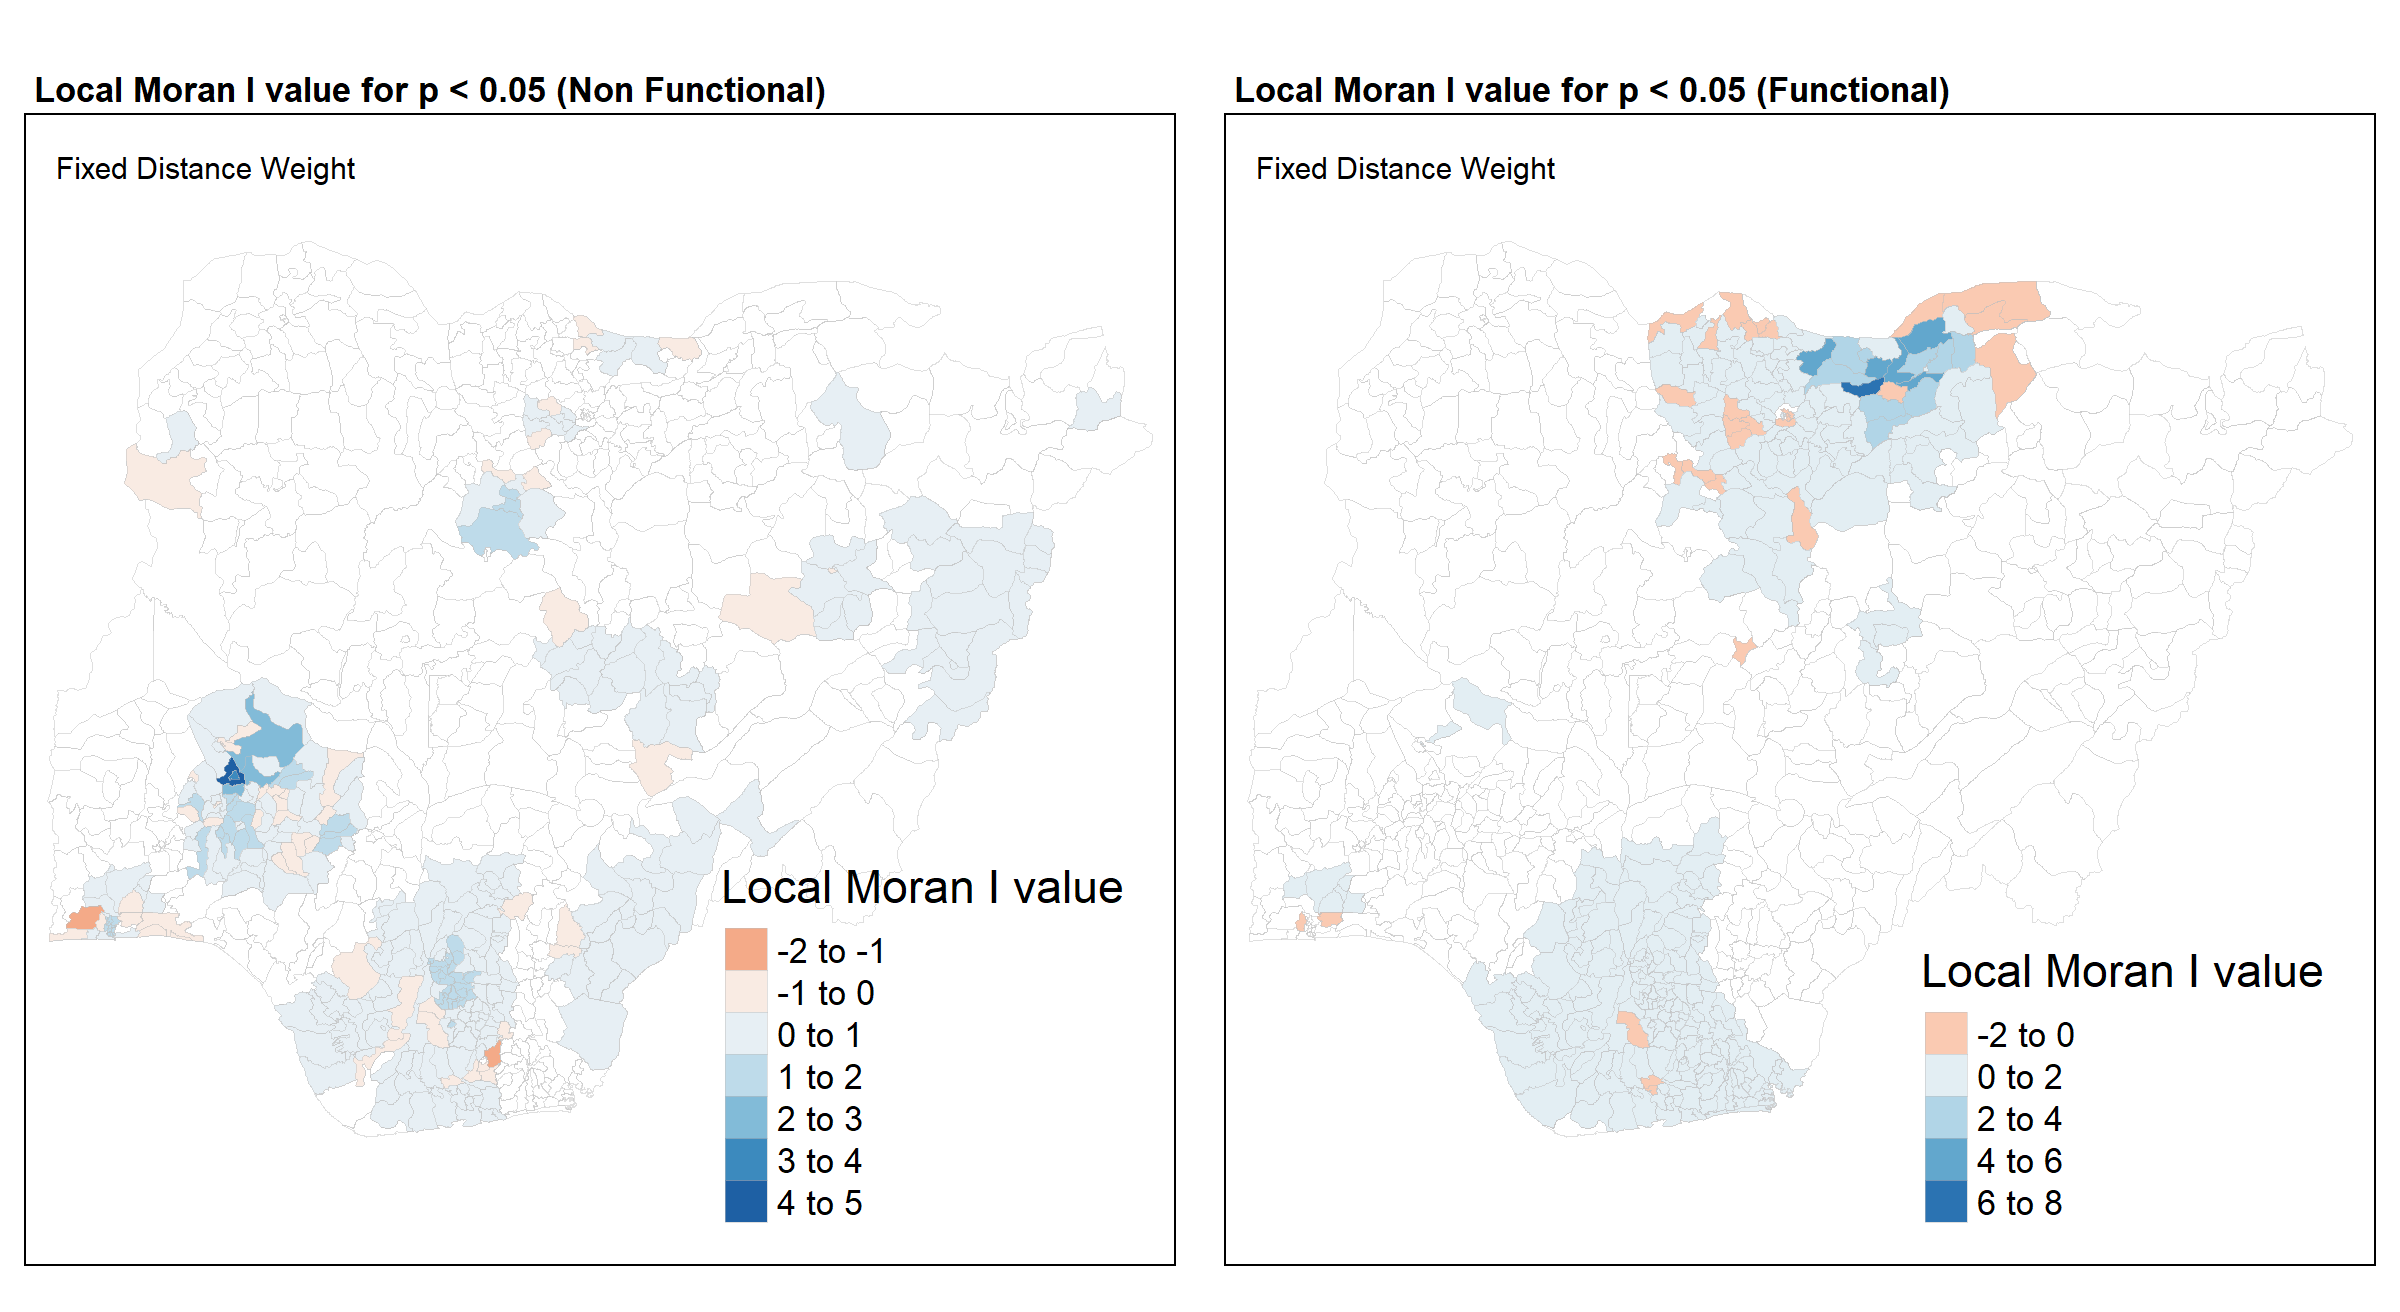 Local Moran I value for p < 0.05 (Non Functional)
Fixed Distance Weight
Local Moran I value
-2 to -1
-1 to 0
0 to 1
1 to 2
2 to 3
3 to 4
4 to 5
Local Moran I value for p < 0.05 (Functional)
Fixed Distance Weight
Local Moran I value
-2 to 0
0 to 2
2 to 4
4 to 6
6 to 8